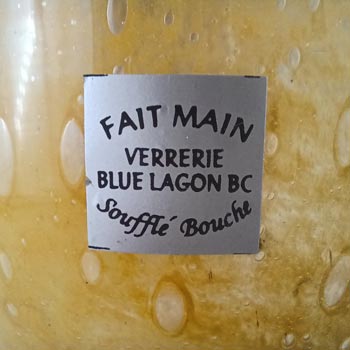 FAIT MAIN
VERRERIE
BLUE LAGON BC
Soufflé Bouche